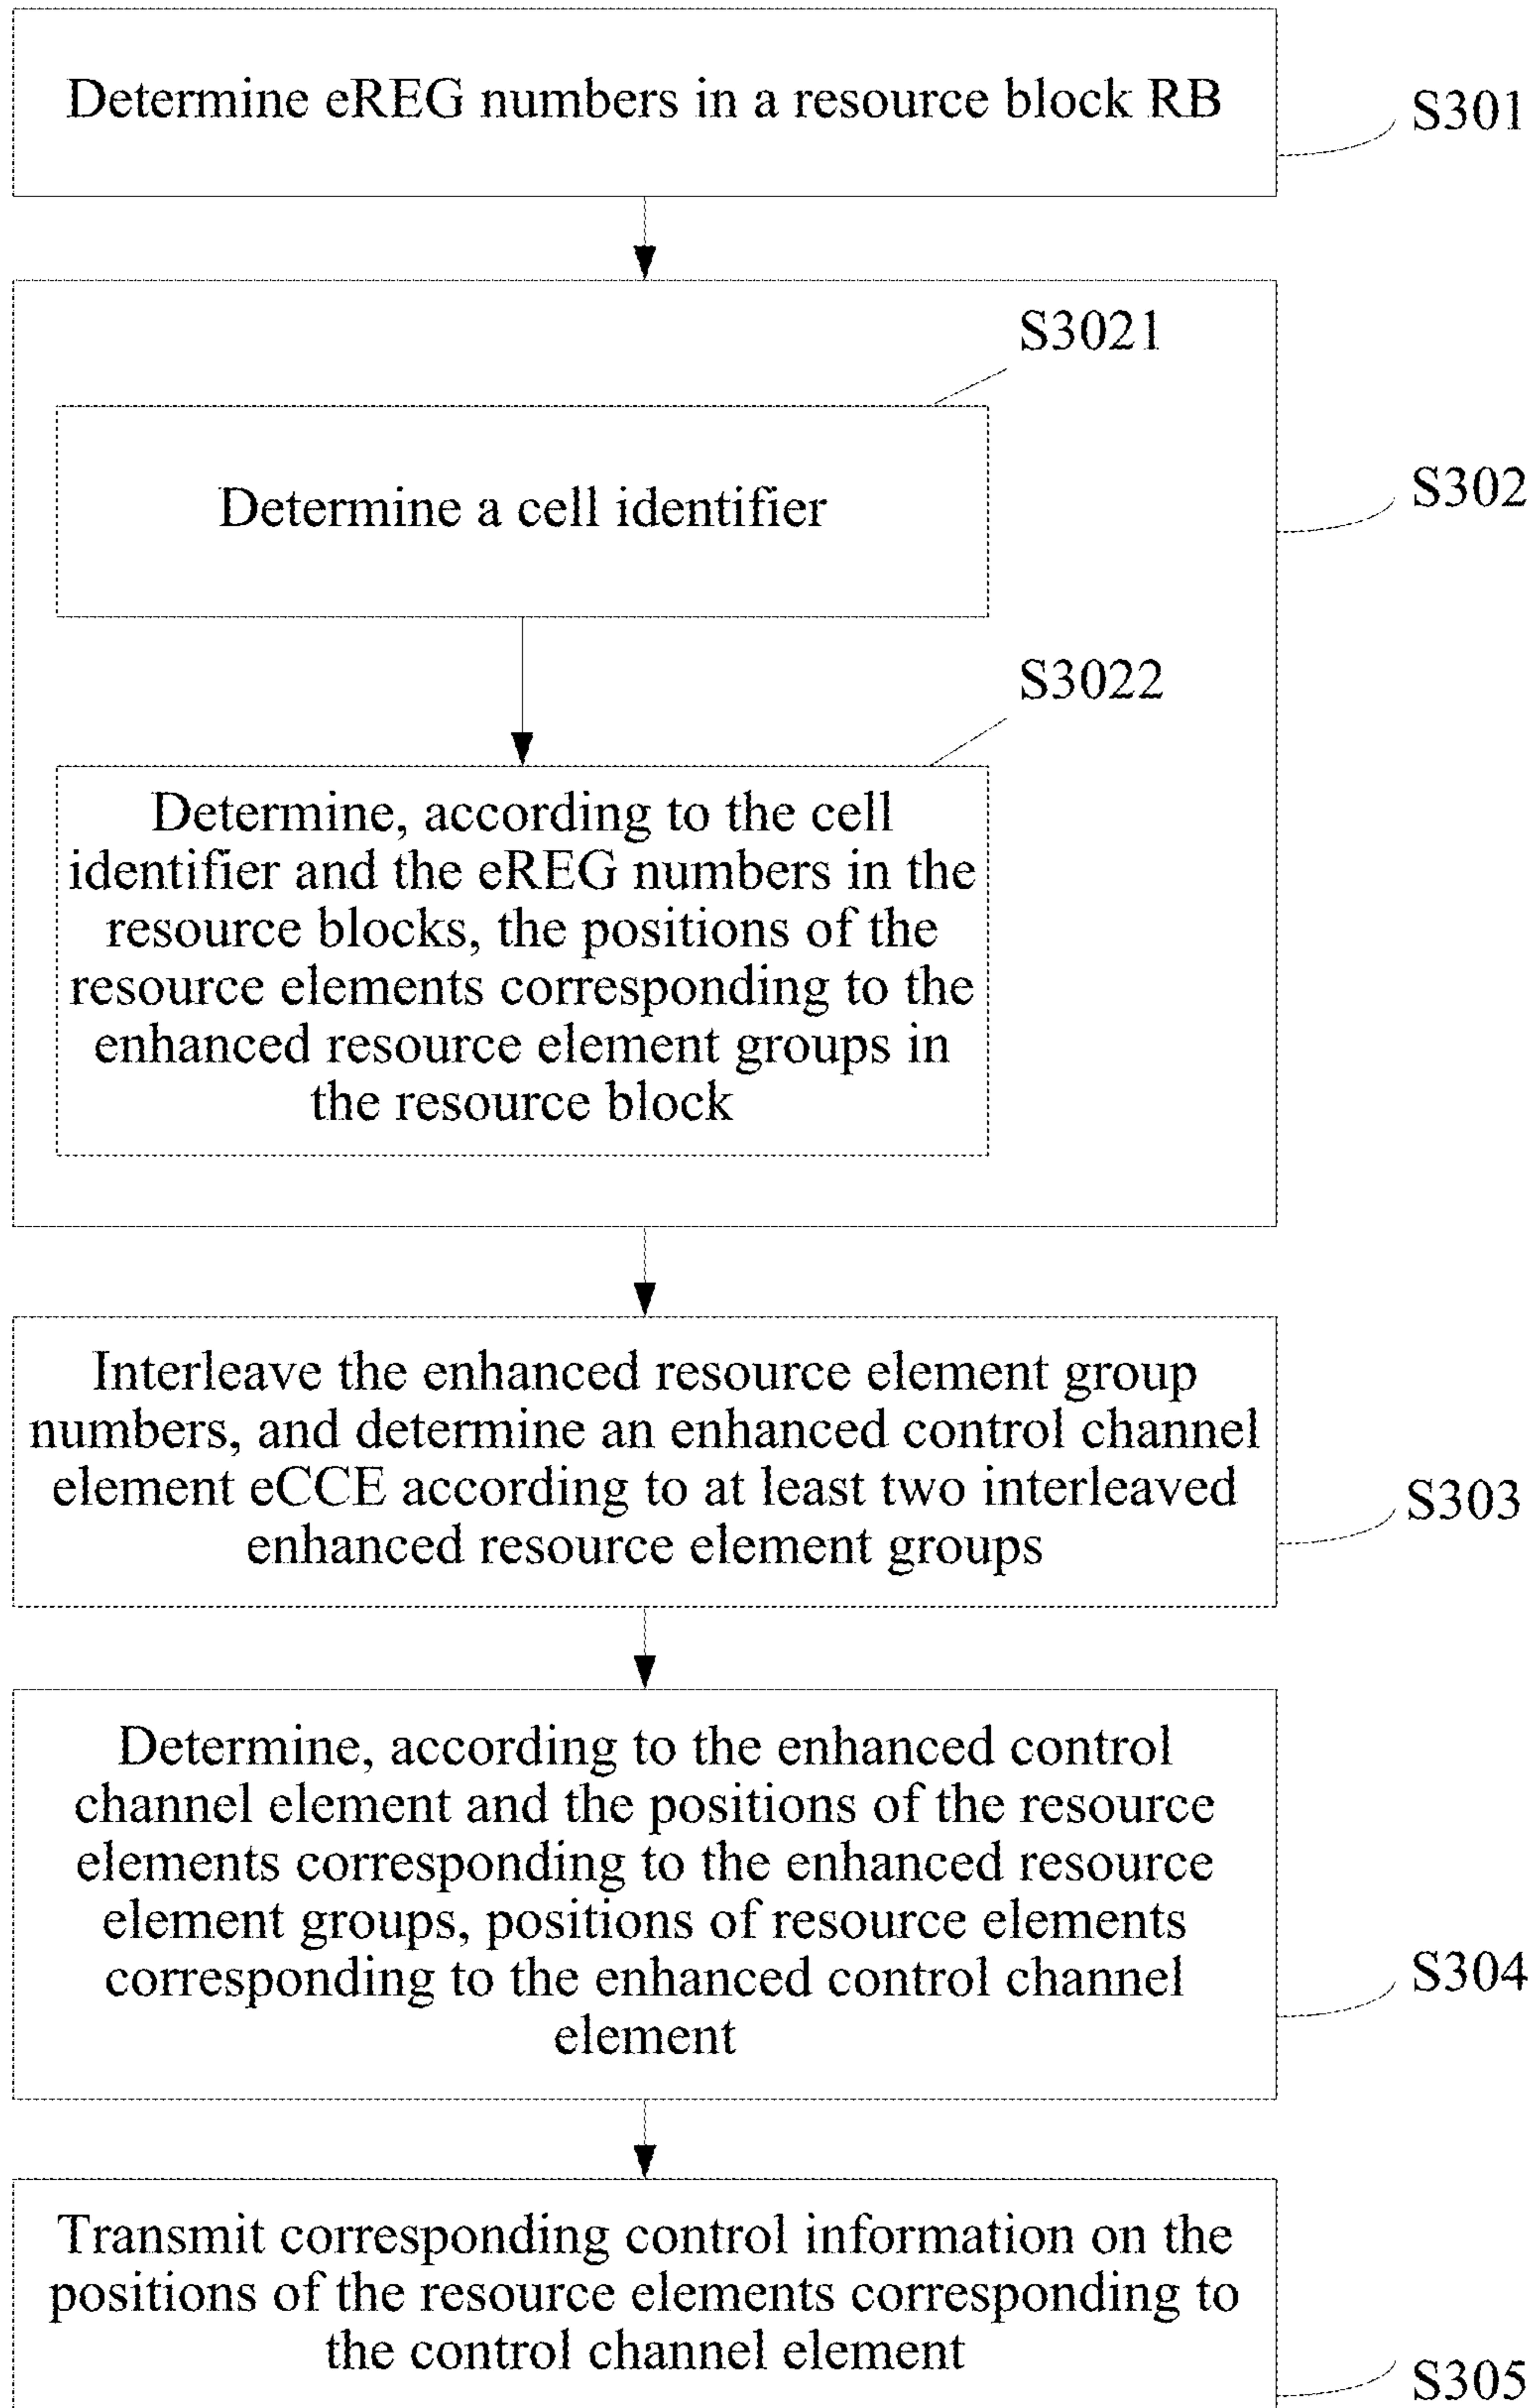 Determine eREG numbers in a resource block RB
S301
S3021
Determine a cell identifier
S302
S3022
Determine, according to the cell
identifier and the eREG numbers in the
resource blocks, the positions of the
resource elements corresponding to the
enhanced resource element groups in
the resource block
Interleave the enhanced resource element group
numbers, and determine an enhanced control channel
element eCCE according to at least two interleaved
enhanced resource element groups
S303
Determine, according to the enhanced control
channel element and the positions of the resource
elements corresponding to the enhanced resource
element groups, positions of resource elements
corresponding to the enhanced control channel
element
S304
Transmit corresponding control information on the
positions of the resource elements corresponding to
the control channel element
S305